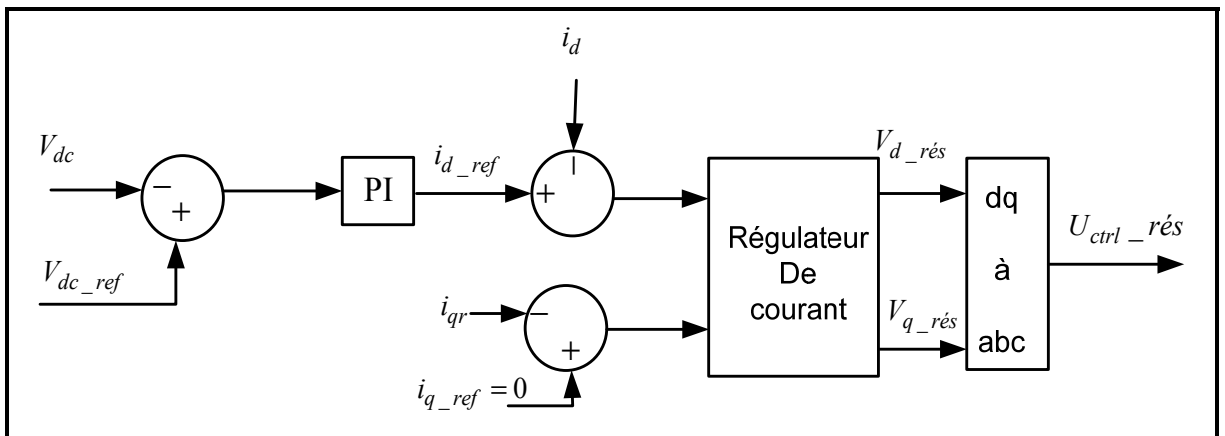 i_d
V_dc
−
+
V_dc_ref
PI
i_d_ref
+
−
i_qr
−
+
i_q_ref = 0
Régulateur
De
courant
V_d_rés
V_q_rés
dq
à
abc
U_ctrl_rés